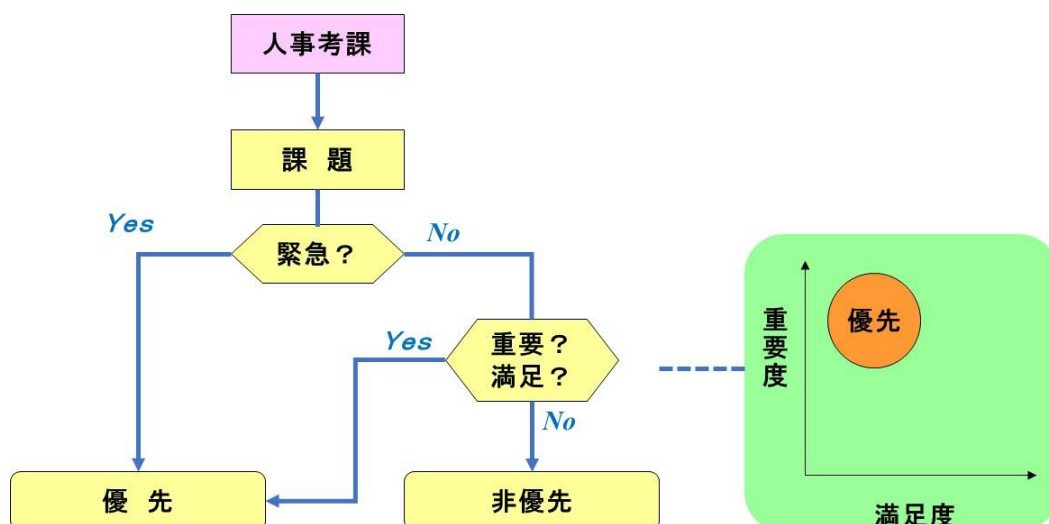 人事考課
課 題
Yes
緊急？
No
Yes
重要？
満足？
No
優 先
非優先
重要度
優先
満足度